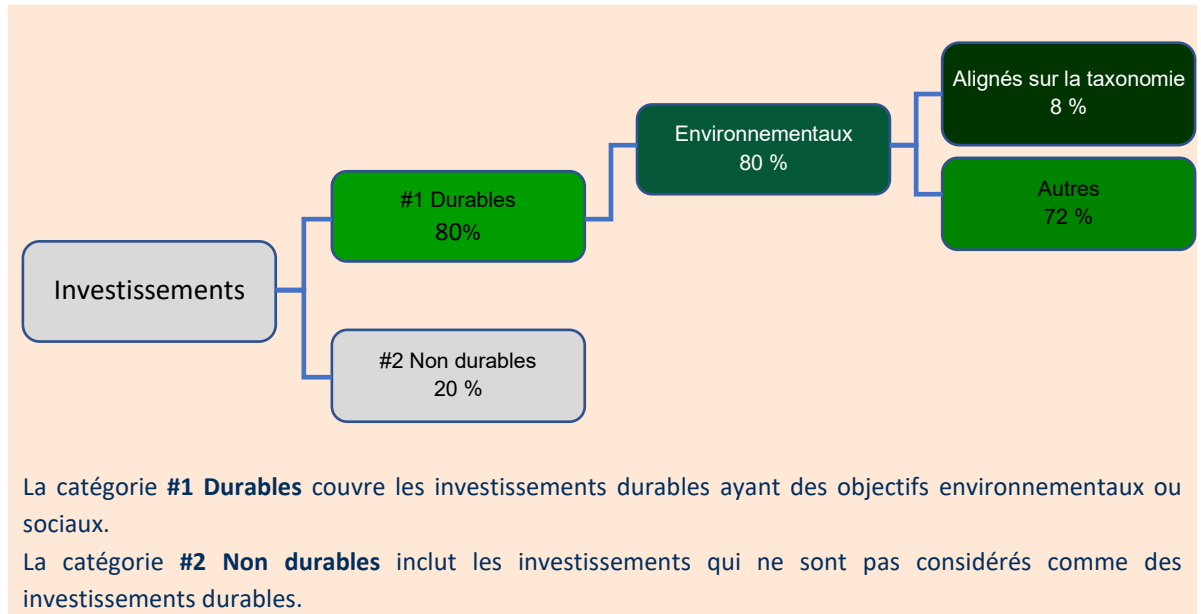 Alignés sur la taxonomie
8 %
Environnementaux
80 %
Autres
72 %
#1 Durables
80%
Investissements
#2 Non durables
20 %
La catégorie #1 Durables couvre les investissements durables ayant des objectifs environnementaux ou
sociaux.
La catégorie #2 Non durables inclut les investissements qui ne sont pas considérés comme des
investissements durables.